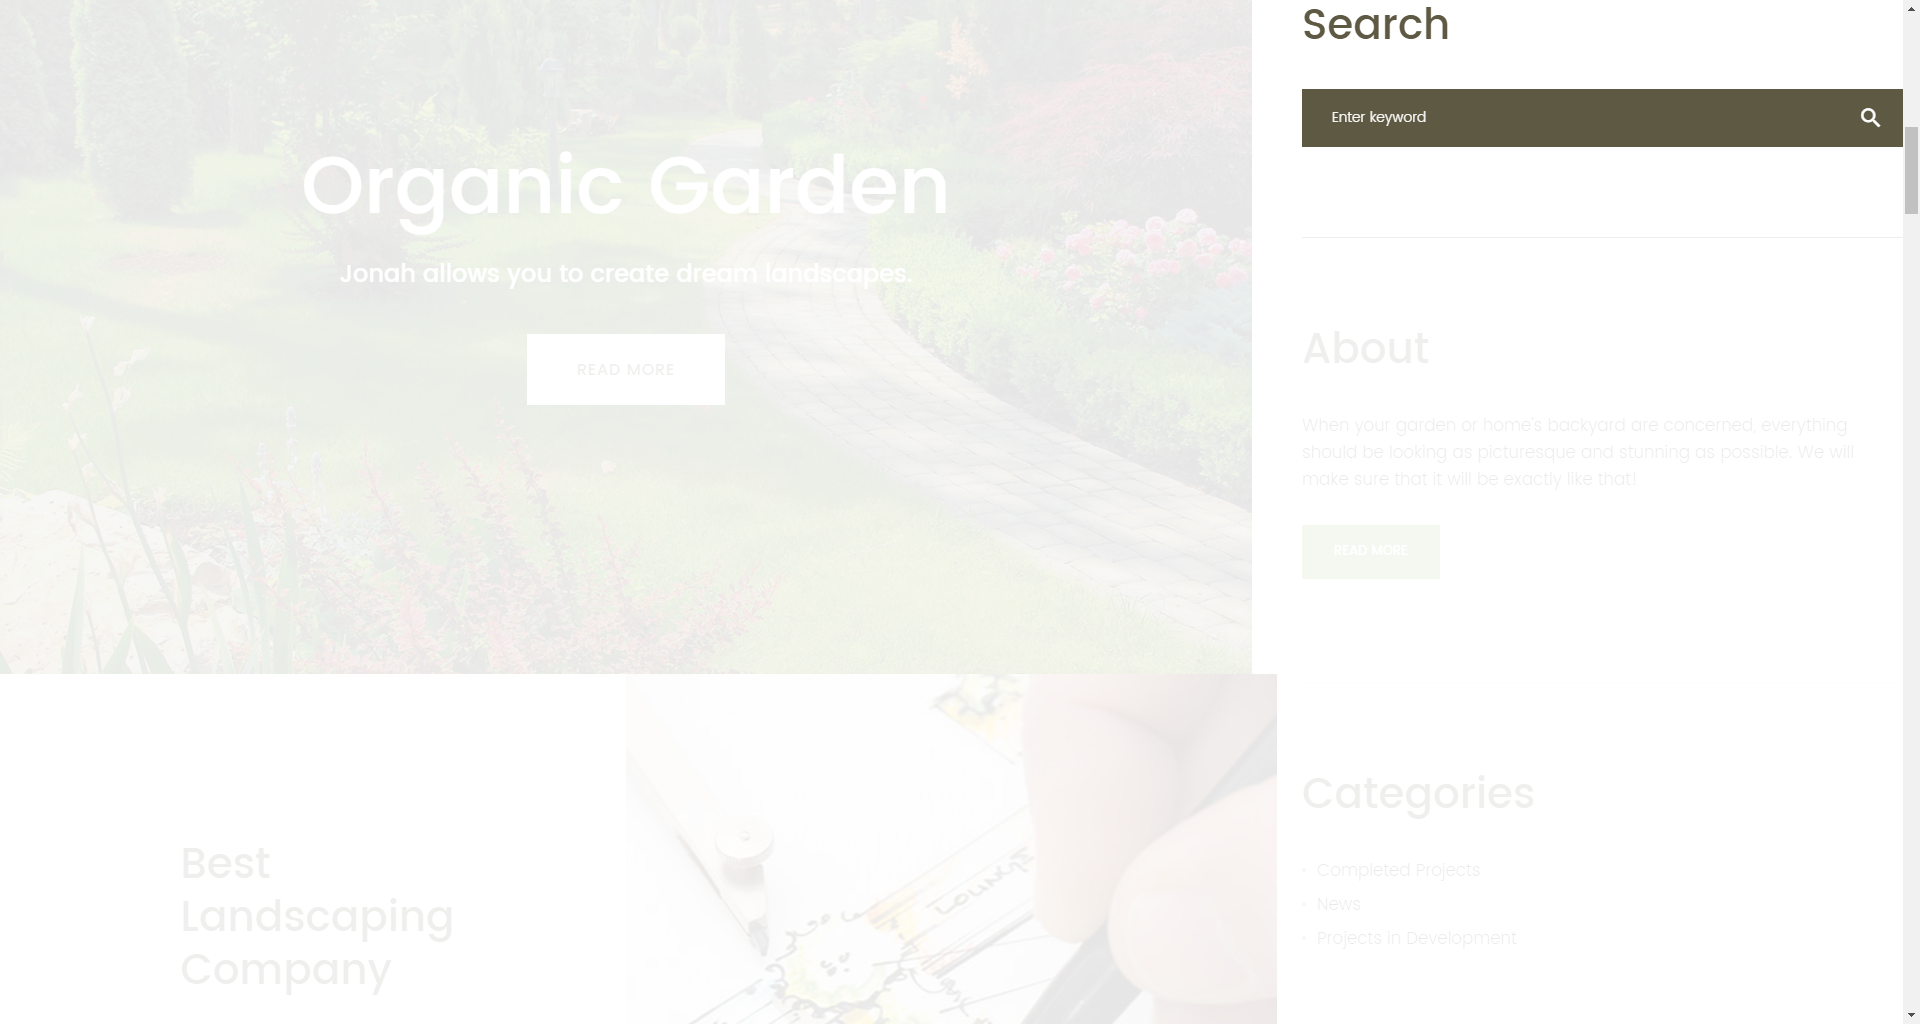 Search
Enter keyword
Organic Garden
Jonah allows you to create dream landscapes.
READ MORE
About
When your garden or home's backyard are concerned, everything
should be looking as picturesque and stunning as possible. We will
make sure that it will be exactly like that!
READ MORE
Categories
Completed Projects
News
Projects in Development
Best
Landscaping
Company